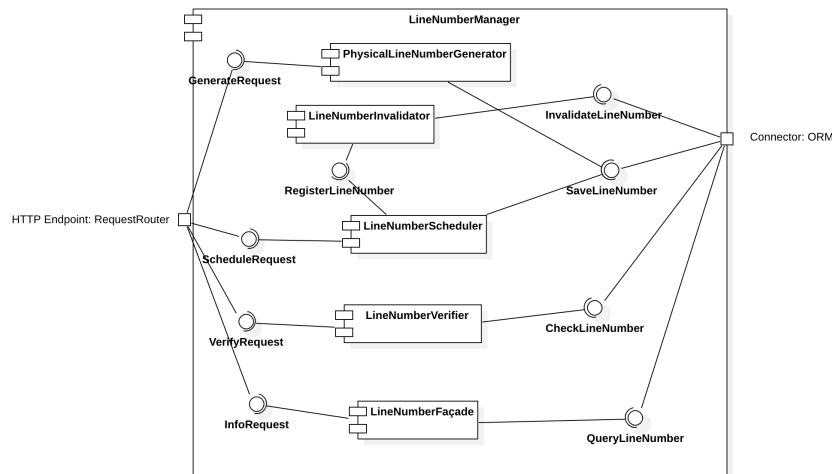 LineNumberManager
PhysicalLineNumberGenerator
GenerateRequest
LineNumberInvalidator
InvalidateLineNumber
Connector: ORM
RegisterLineNumber
SaveLineNumber
HTTP Endpoint: RequestRouter
LineNumberScheduler
ScheduleRequest
LineNumberVerifier
CheckLineNumber
VerifyRequest
LineNumberFaçade
InfoRequest
QueryLineNumber